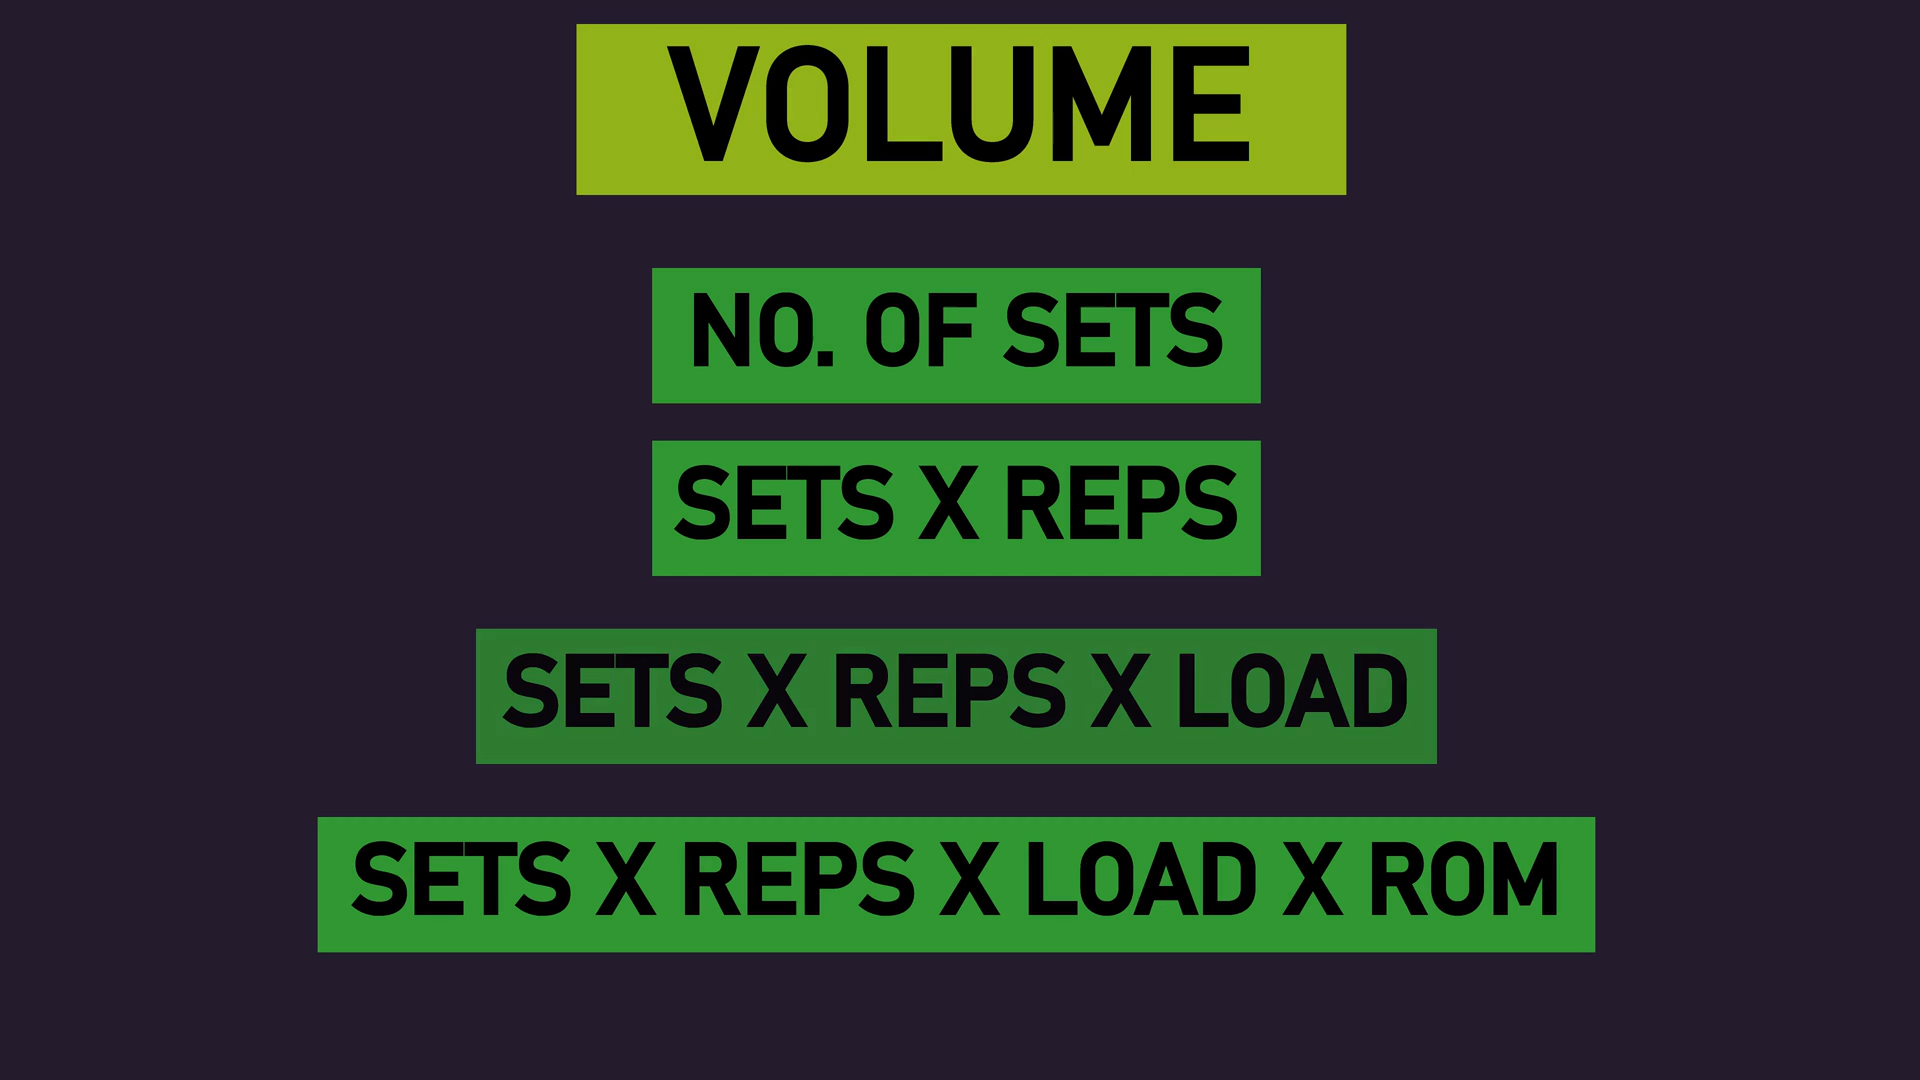 VOLUME
NO. OF SETS
SETS X REPS
SETS X REPS X LOAD
SETS X REPS X LOAD X ROM